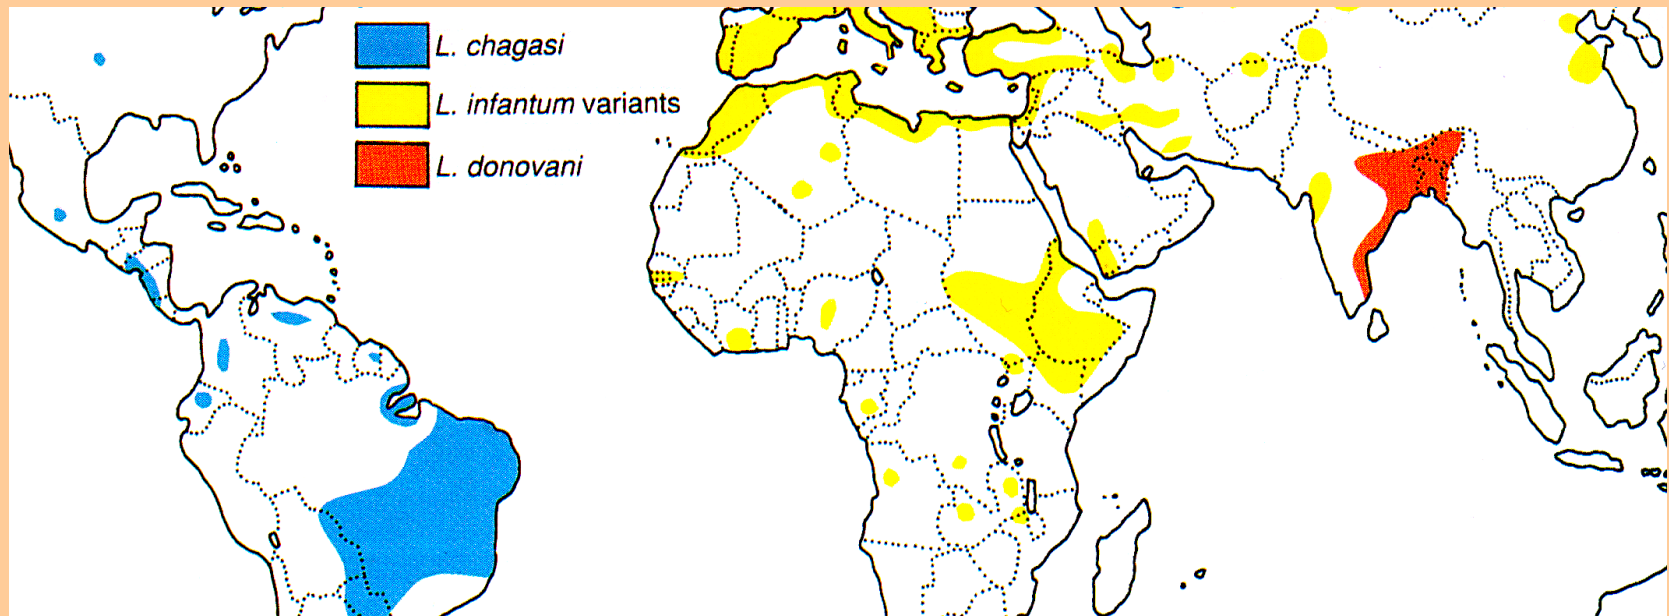 L. chagasi
L. infantum variants
L. donovani